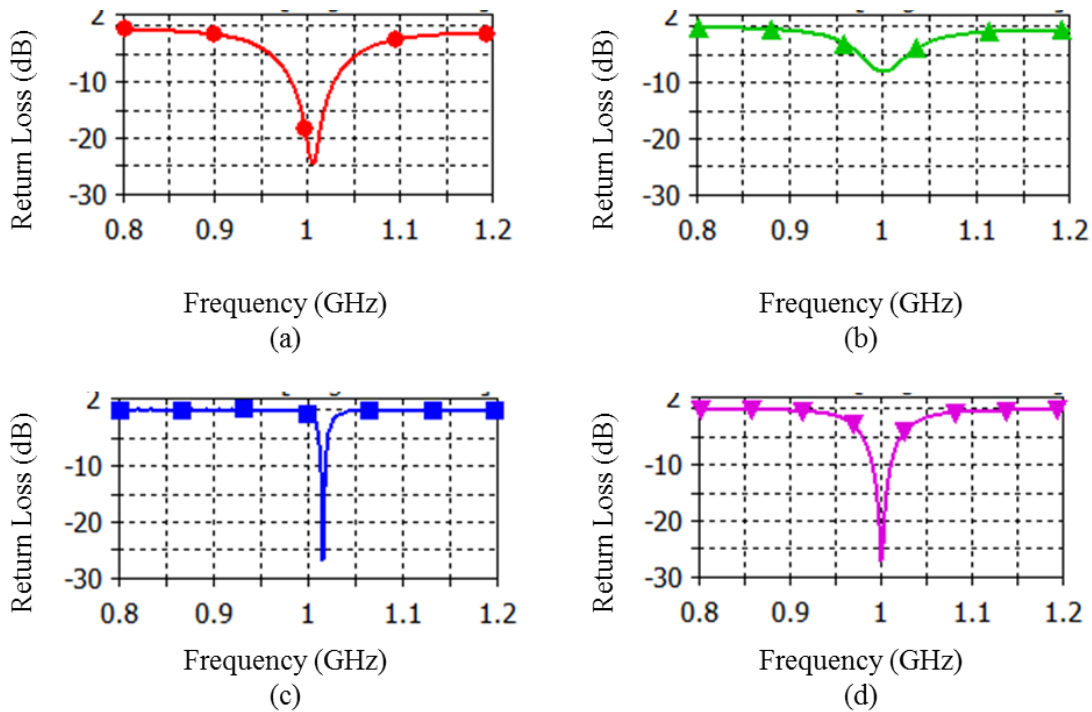 Return Loss (dB)
2
-10
-20
-30
0.8 0.9 1 1.1 1.2
Frequency (GHz)
(a)
Return Loss (dB)
2
-10
-20
-30
0.8 0.9 1 1.1 1.2
Frequency (GHz)
(b)
Return Loss (dB)
2
-10
-20
-30
0.8 0.9 1 1.1 1.2
Frequency (GHz)
(c)
Return Loss (dB)
2
-10
-20
-30
0.8 0.9 1 1.1 1.2
Frequency (GHz)
(d)